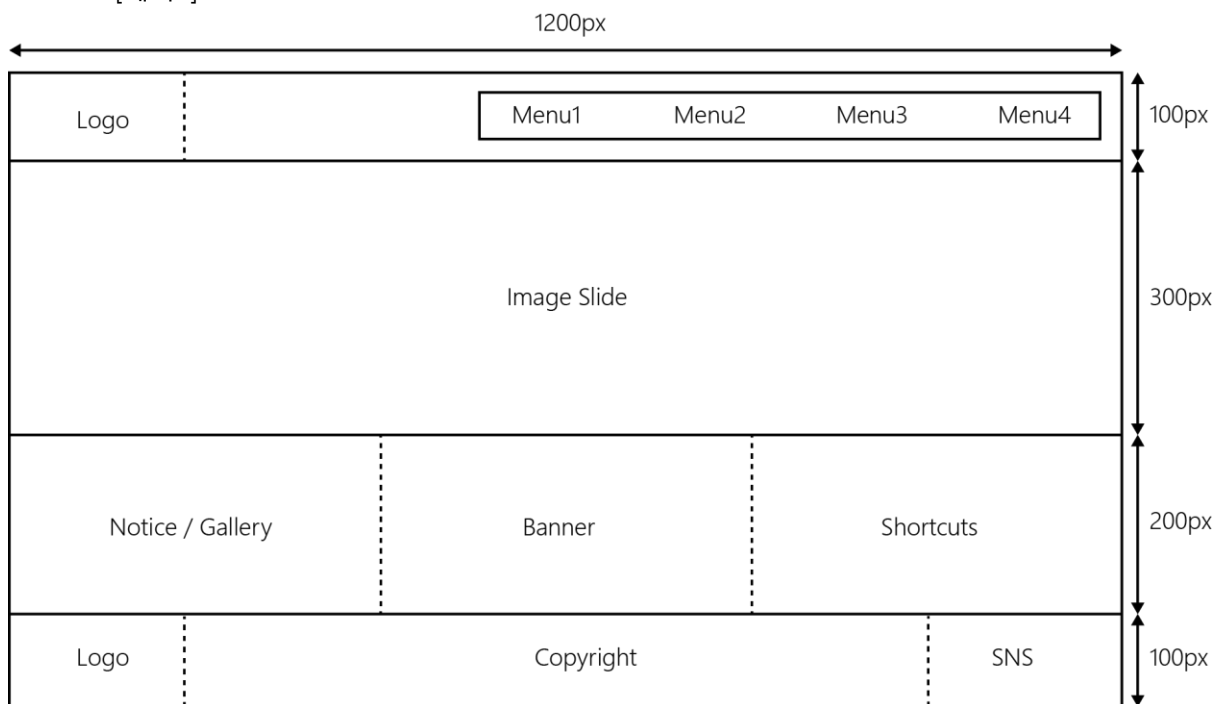 1200px
Logo
Menu1 Menu2 Menu3 Menu4
100px
Image Slide
300px
Notice / Gallery
Banner
Shortcuts
200px
Logo
Copyright
SNS
100px